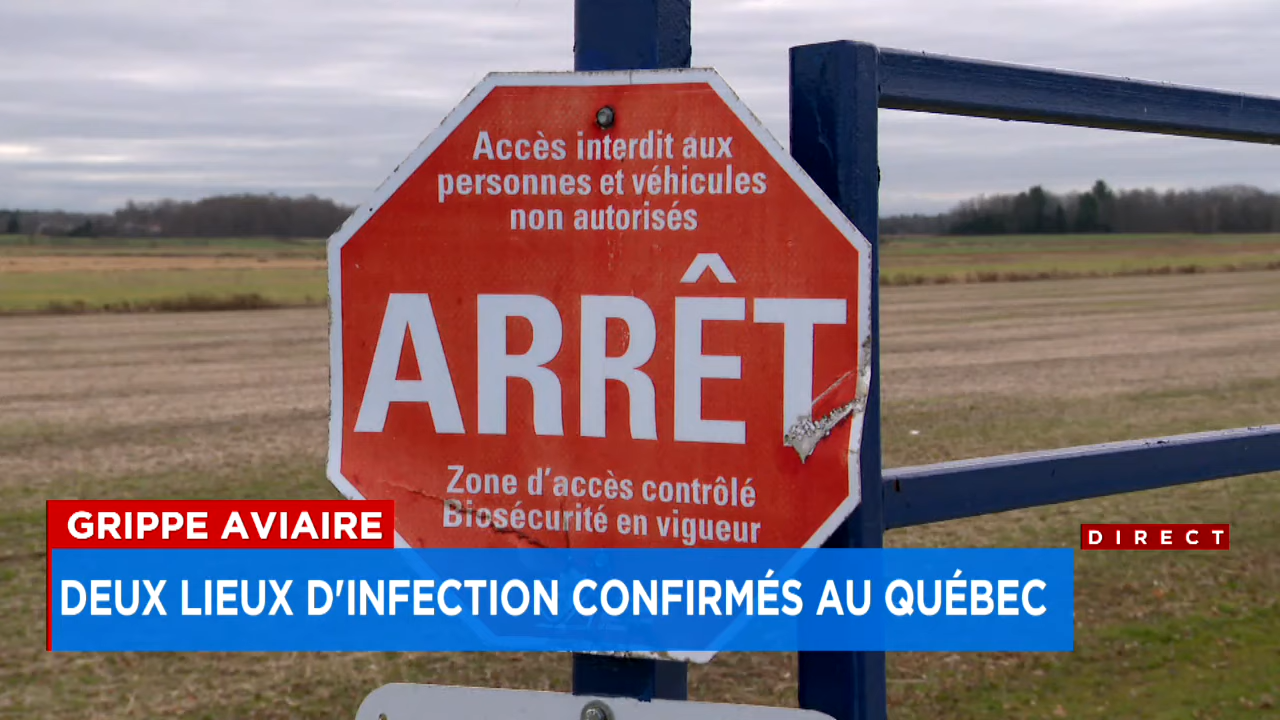 Accès interdit aux
personnes et véhicules
non autorisés
ARRÊT
Zone d'accès contrôlé
Biosécurité en vigueur
GRIPPE AVIAIRE
DIRECT
DEUX LIEUX D'INFECTION CONFIRMÉS AU QUÉBEC